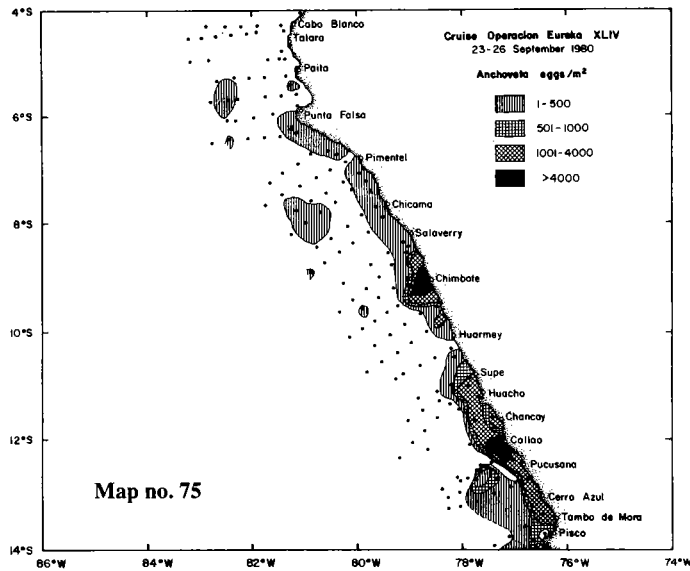 4°S
6°S
8°S
10°S
12°S
14°S
86°W
84°W
82°W
80°W
78°W
76°W
74°W
Cruise Operacion Eureka XLIV
23-26 September 1980
Anchoveta eggs/m²
1-500
501-1000
1001-4000
>4000
Cabo Blanco
Talara
Paita
Punta Falsa
Pimentel
Chicama
Salaverry
Chimbote
Huarmey
Supe
Huacho
Chancay
Callao
Pucusana
Cerro Azul
Tambo de Mora
Pisco
Map no. 75